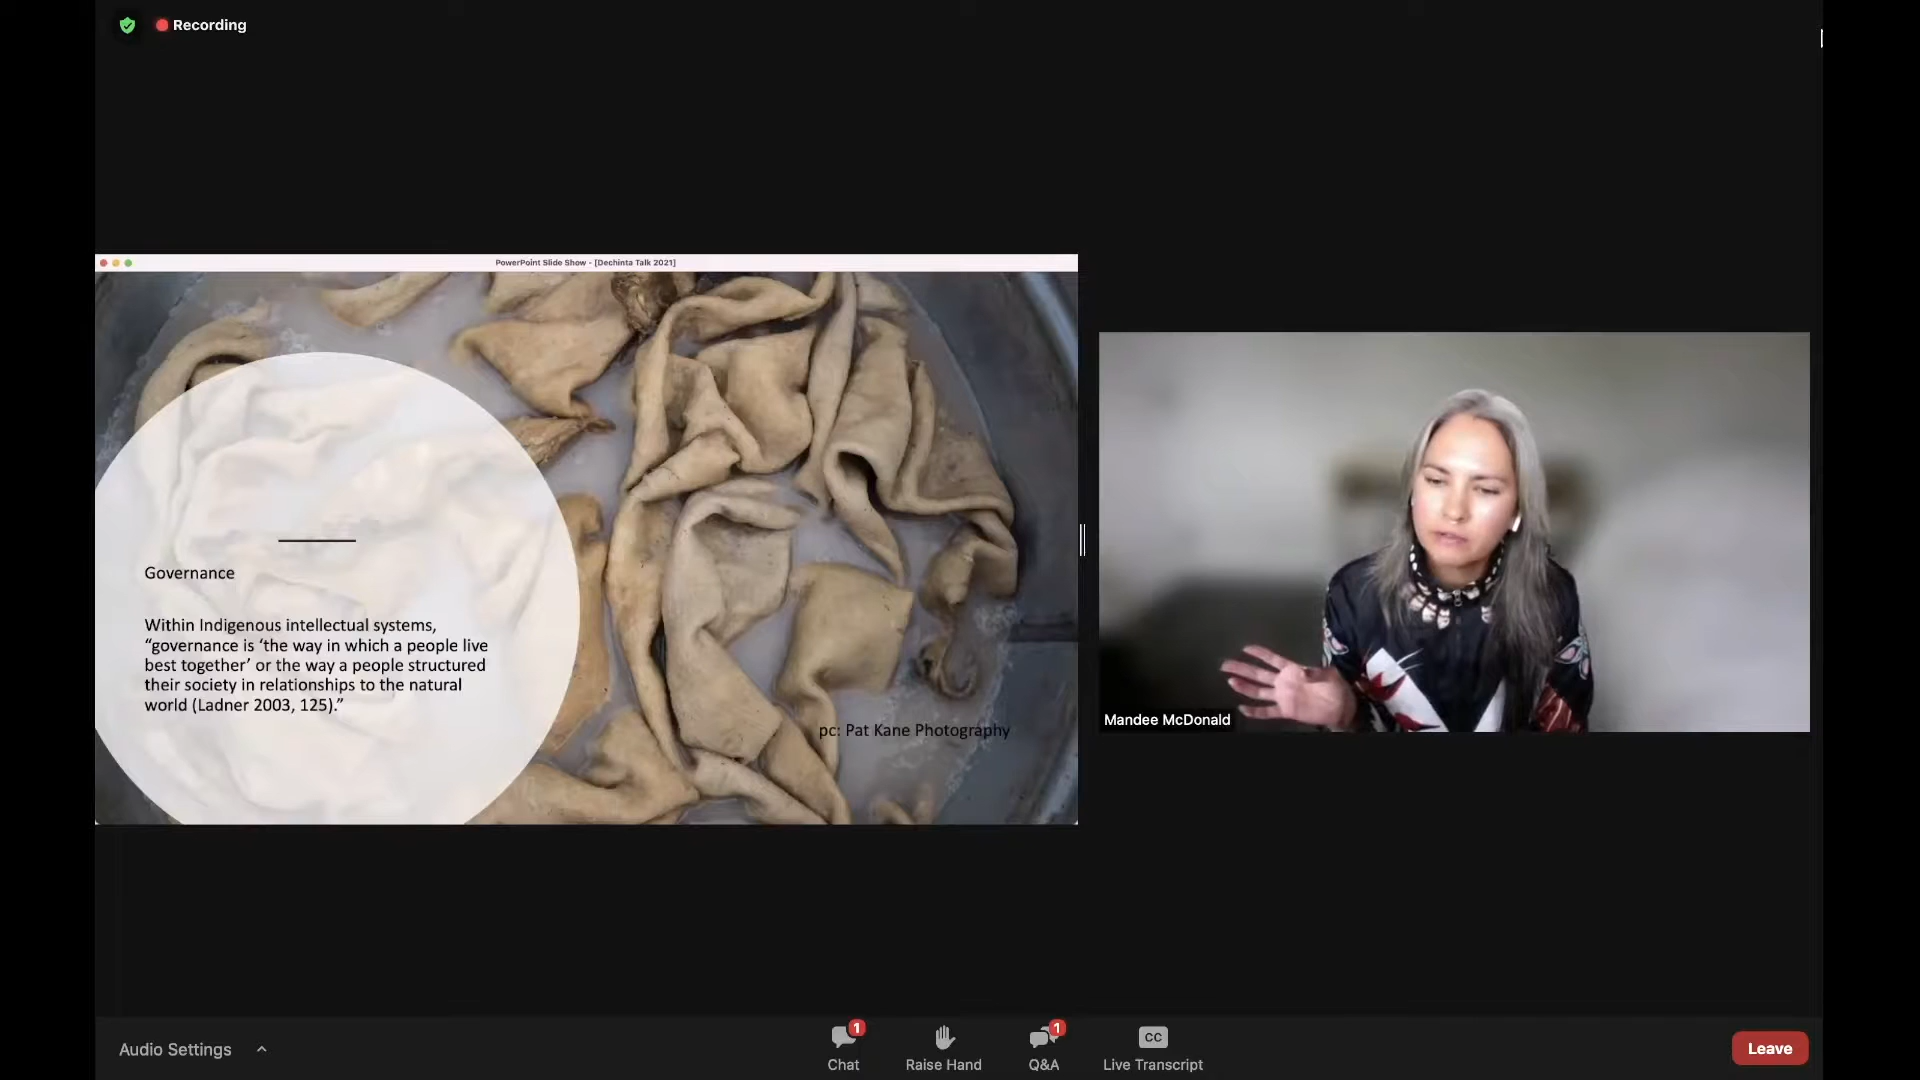 Recording
PowerPoint Slide Show - [Dechinta Talk 2021]
Governance
Within Indigenous intellectual systems,
“governance is ‘the way in which a people live
best together’ or the way a people structured
their society in relationships to the natural
world (Ladner 2003, 125).”
pc: Pat Kane Photography
Mandee McDonald
Audio Settings
1
Chat
Raise Hand
1
Q&A
CC
Live Transcript
Leave